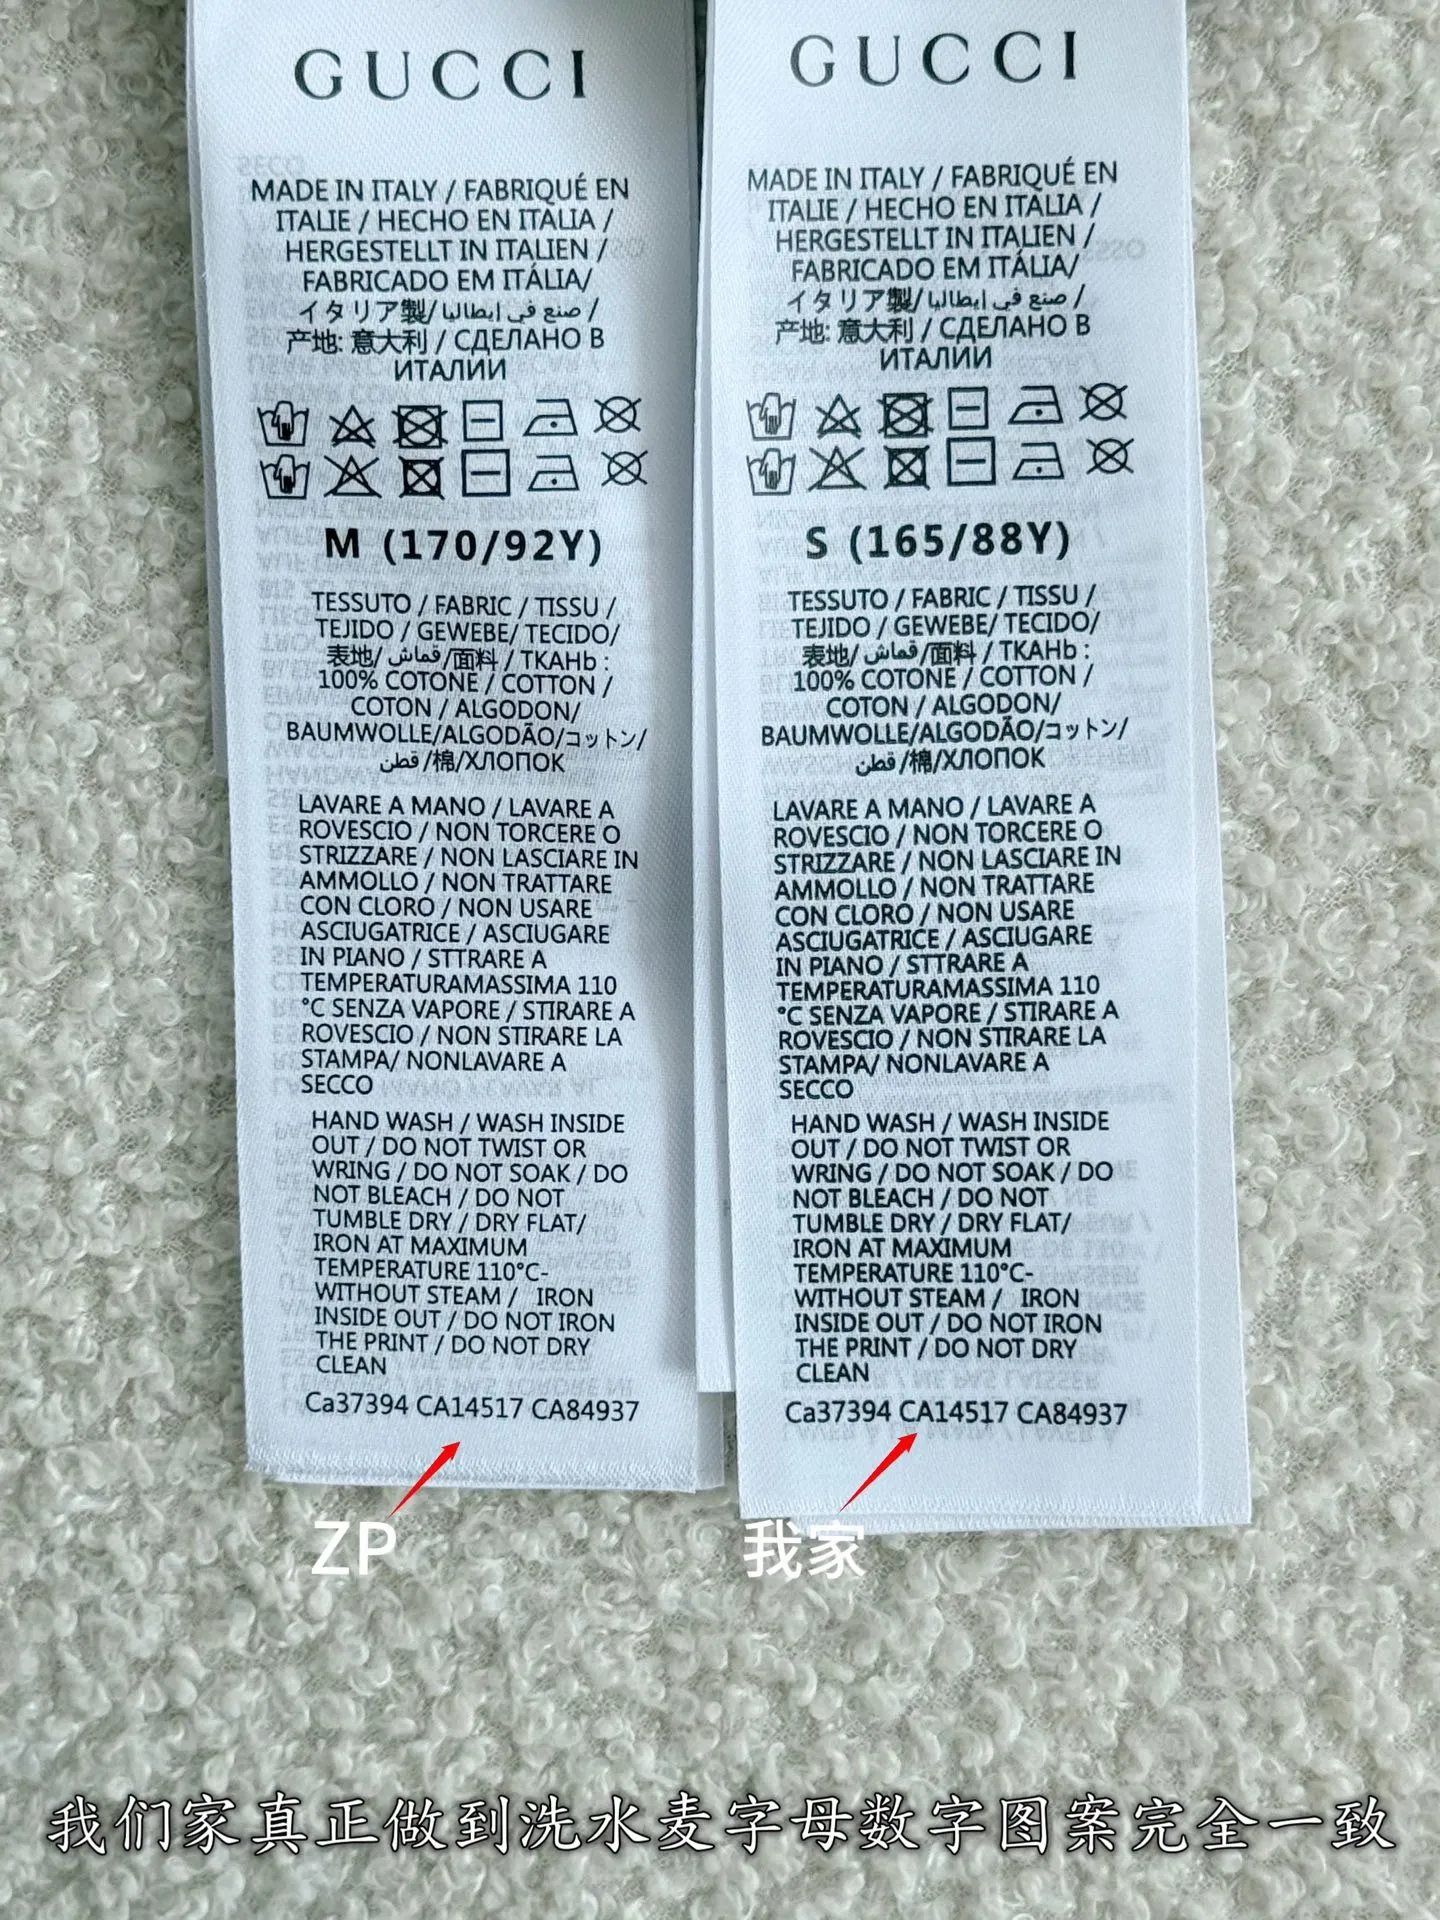 GUCCI
MADE IN ITALY / FABRIQUÉ EN
ITALIE / HECHO EN ITALIA /
HERGESTELLT IN ITALIEN /
FABRICADO EM ITÁLIA/
イタリア製/ صنع في إيطاليا /
产地: 意大利 / СДЕЛАНО В
ИТАЛИИ
M (170/92Y)
TESSUTO / FABRIC / TISSU /
TEJIDO / GEWEBE/ TECIDO/
表地/ قماش /面料 / TKAHb :
100% COTONE / COTTON /
COTON / ALGODON/
BAUMWOLLE/ALGODÃO/コットン/
قطن /棉/ХЛОПОК
LAVARE A MANO / LAVARE A
ROVESCIO / NON TORCERE O
STRIZZARE / NON LASCIARE IN
AMMOLLO / NON TRATTARE
CON CLORO / NON USARE
ASCIUGATRICE / ASCIUGARE
IN PIANO / STTRARE A
TEMPERATURAMASSIMA 110
°C SENZA VAPORE / STIRARE A
ROVESCIO / NON STIRARE LA
STAMPA/ NONLAVARE A
SECCO
HAND WASH / WASH INSIDE
OUT / DO NOT TWIST OR
WRING / DO NOT SOAK / DO
NOT BLEACH / DO NOT
TUMBLE DRY / DRY FLAT/
IRON AT MAXIMUM
TEMPERATURE 110°C-
WITHOUT STEAM / IRON
INSIDE OUT / DO NOT IRON
THE PRINT / DO NOT DRY
CLEAN
Ca37394 CA14517 CA84937
ZP
GUCCI
MADE IN ITALY / FABRIQUÉ EN
ITALIE / HECHO EN ITALIA /
HERGESTELLT IN ITALIEN /
FABRICADO EM ITÁLIA/
イタリア製/ صنع في إيطاليا /
产地: 意大利 / СДЕЛАНО В
ИТАЛИИ
S (165/88Y)
TESSUTO / FABRIC / TISSU /
TEJIDO / GEWEBE/ TECIDO/
表地/ قماش /面料 / TKAHb :
100% COTONE / COTTON /
COTON / ALGODON/
BAUMWOLLE/ALGODÃO/コットン/
قطن /棉/ХЛОПОК
LAVARE A MANO / LAVARE A
ROVESCIO / NON TORCERE O
STRIZZARE / NON LASCIARE IN
AMMOLLO / NON TRATTARE
CON CLORO / NON USARE
ASCIUGATRICE / ASCIUGARE
IN PIANO / STTRARE A
TEMPERATURAMASSIMA 110
°C SENZA VAPORE / STIRARE A
ROVESCIO / NON STIRARE LA
STAMPA/ NONLAVARE A
SECCO
HAND WASH / WASH INSIDE
OUT / DO NOT TWIST OR
WRING / DO NOT SOAK / DO
NOT BLEACH / DO NOT
TUMBLE DRY / DRY FLAT/
IRON AT MAXIMUM
TEMPERATURE 110°C-
WITHOUT STEAM / IRON
INSIDE OUT / DO NOT IRON
THE PRINT / DO NOT DRY
CLEAN
Ca37394 CA14517 CA84937
我家
我们家真正做到洗水麦字母数字图案完全一致